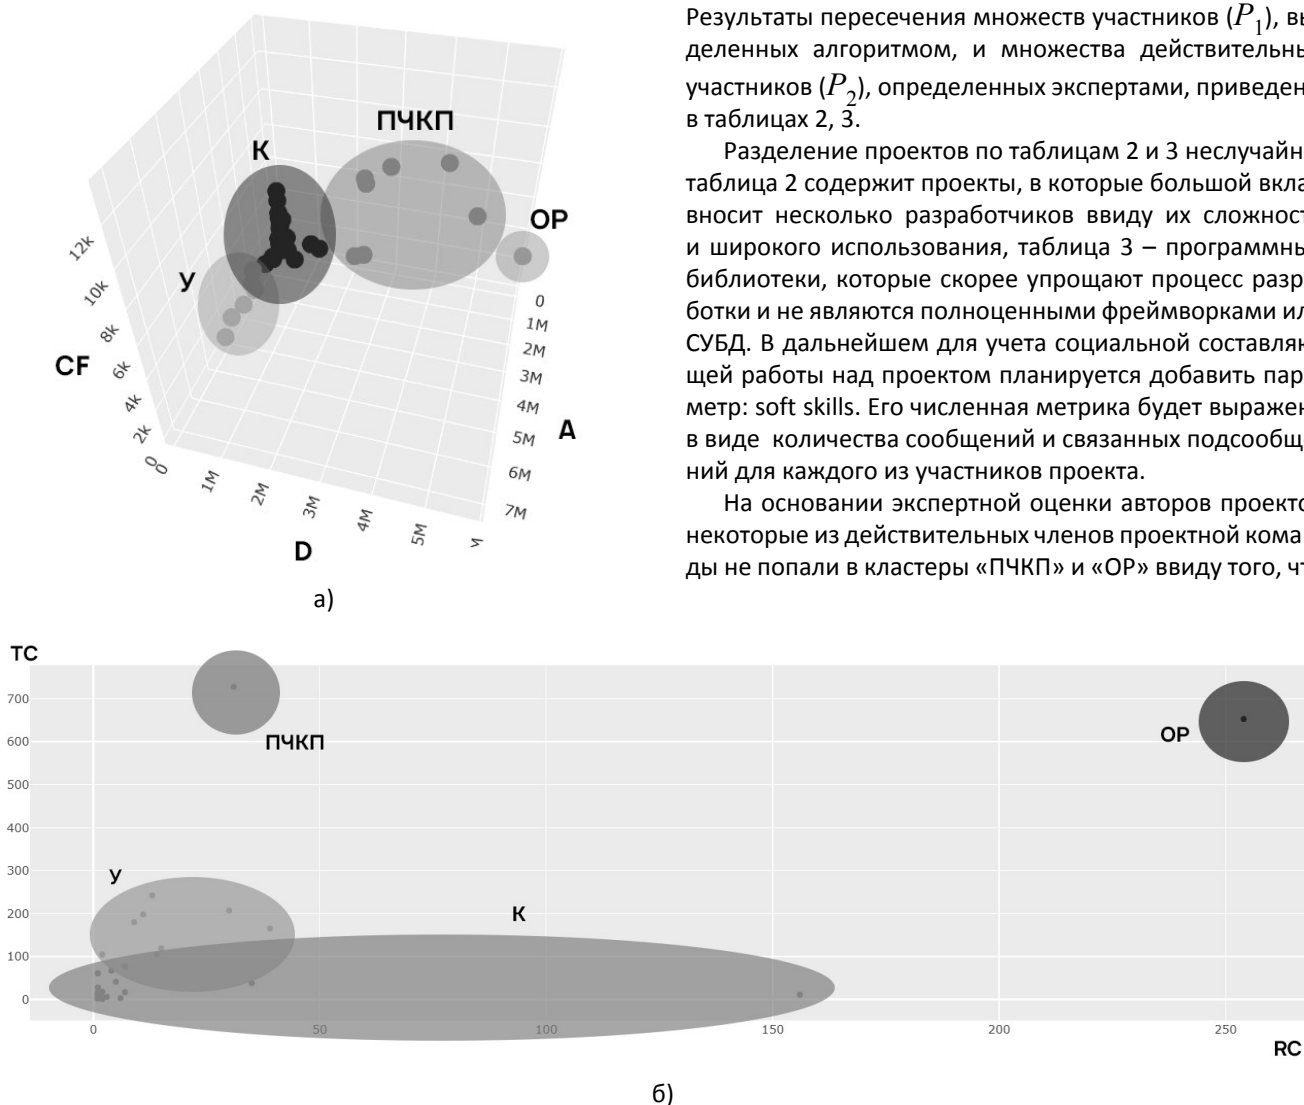 ПЧКП
К
ОР
У
12k
10k
8k
6k
4k
2k
0
CF
0
1M
2M
3M
4M
5M
D
0
1M
2M
3M
4M
5M
6M
7M
A
а)
Результаты пересечения множеств участников (P1), вы
деленных алгоритмом, и множества действительны
участников (P2), определенных экспертами, приведен
в таблицах 2, 3.
Разделение проектов по таблицам 2 и 3 неслучайн
таблица 2 содержит проекты, в которые большой вкла
вносит несколько разработчиков ввиду их сложност
и широкого использования, таблица 3 – программны
библиотеки, которые скорее упрощают процесс разр
ботки и не являются полноценными фреймворками ил
СУБД. В дальнейшем для учета социальной составляю
щей работы над проектом планируется добавить пар
метр: soft skills. Его численная метрика будет выражен
в виде количества сообщений и связанных подсообщ
ний для каждого из участников проекта.
На основании экспертной оценки авторов проекто
некоторые из действительных членов проектной кома
ды не попали в кластеры «ПЧКП» и «ОР» ввиду того, чт
TC
700
600
500
400
300
200
100
0
ПЧКП
ОР
У
К
0
50
100
150
200
250
RC
б)